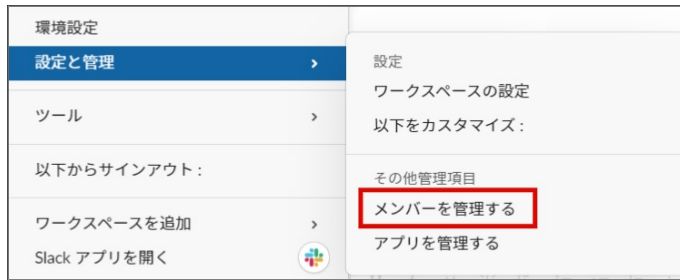 環境設定
設定と管理
ツール
以下からサインアウト :
ワークスペースを追加
Slack アプリを開く
設定
ワークスペースの設定
以下をカスタマイズ :
その他管理項目
メンバーを管理する
アプリを管理する